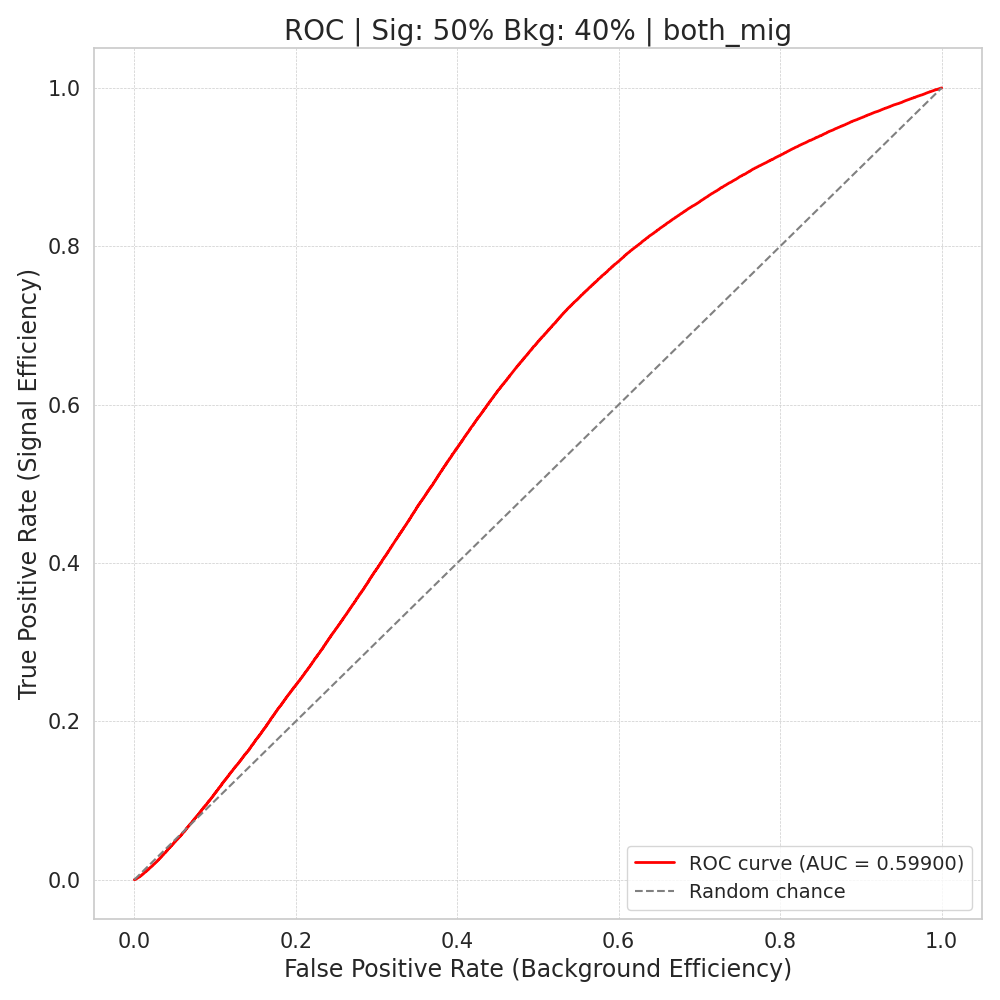 ROC | Sig: 50% Bkg: 40% | both_mig
True Positive Rate (Signal Efficiency)
1.0
0.8
0.6
0.4
0.2
0.0
ROC curve (AUC = 0.59900)
Random chance
0.0 0.2 0.4 0.6 0.8 1.0
False Positive Rate (Background Efficiency)